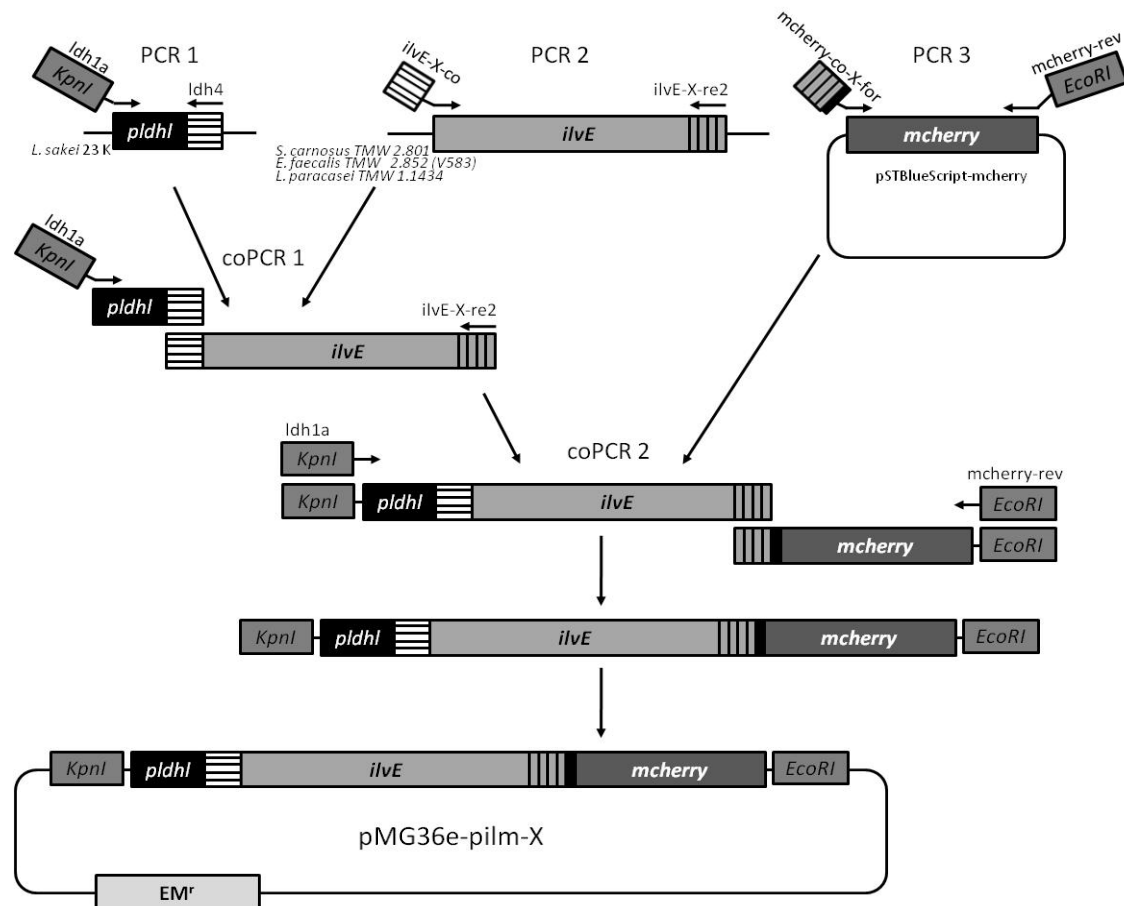 PCR 1
PCR 2
PCR 3
ldh1a
KpnI
ldh4
pldhl
L. sakei 23 K
ilvE-X-co
ilvE-X-re2
ilvE
S. carnosus TMW 2.801
E. faecalis TMW 2.852 (V583)
L. paracasei TMW 1.1434
mcherry-co-X-for
mcherry-rev
EcoRI
mcherry
pSTBlueScript-mcherry
ldh1a
KpnI
coPCR 1
pldhl
ilvE-X-re2
ilvE
ldh1a
KpnI
coPCR 2
mcherry-rev
EcoRI
KpnI
pldhl
ilvE
mcherry
EcoRI
KpnI
pldhl
ilvE
mcherry
EcoRI
KpnI
pldhl
ilvE
mcherry
EcoRI
pMG36e-pilm-X
EMʳ